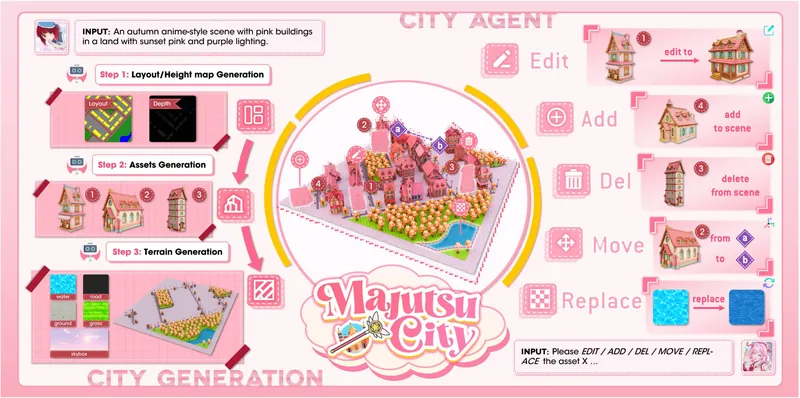 CITY AGENT
INPUT: An autumn anime-style scene with pink buildings
in a land with sunset pink and purple lighting.
Step 1: Layout/Height map Generation
Layout
Depth
Step 2: Assets Generation
1
2
3
Step 3: Terrain Generation
water
road
ground
grass
skybox
CITY GENERATION
2
a
b
4
1
3
Majutsu
City
Edit
1
edit to
Add
4
add
to scene
Del
3
delete
from scene
Move
2
from
a
to
b
Replace
replace
INPUT: Please EDIT / ADD / DEL / MOVE / REPL-
ACE the asset X ...